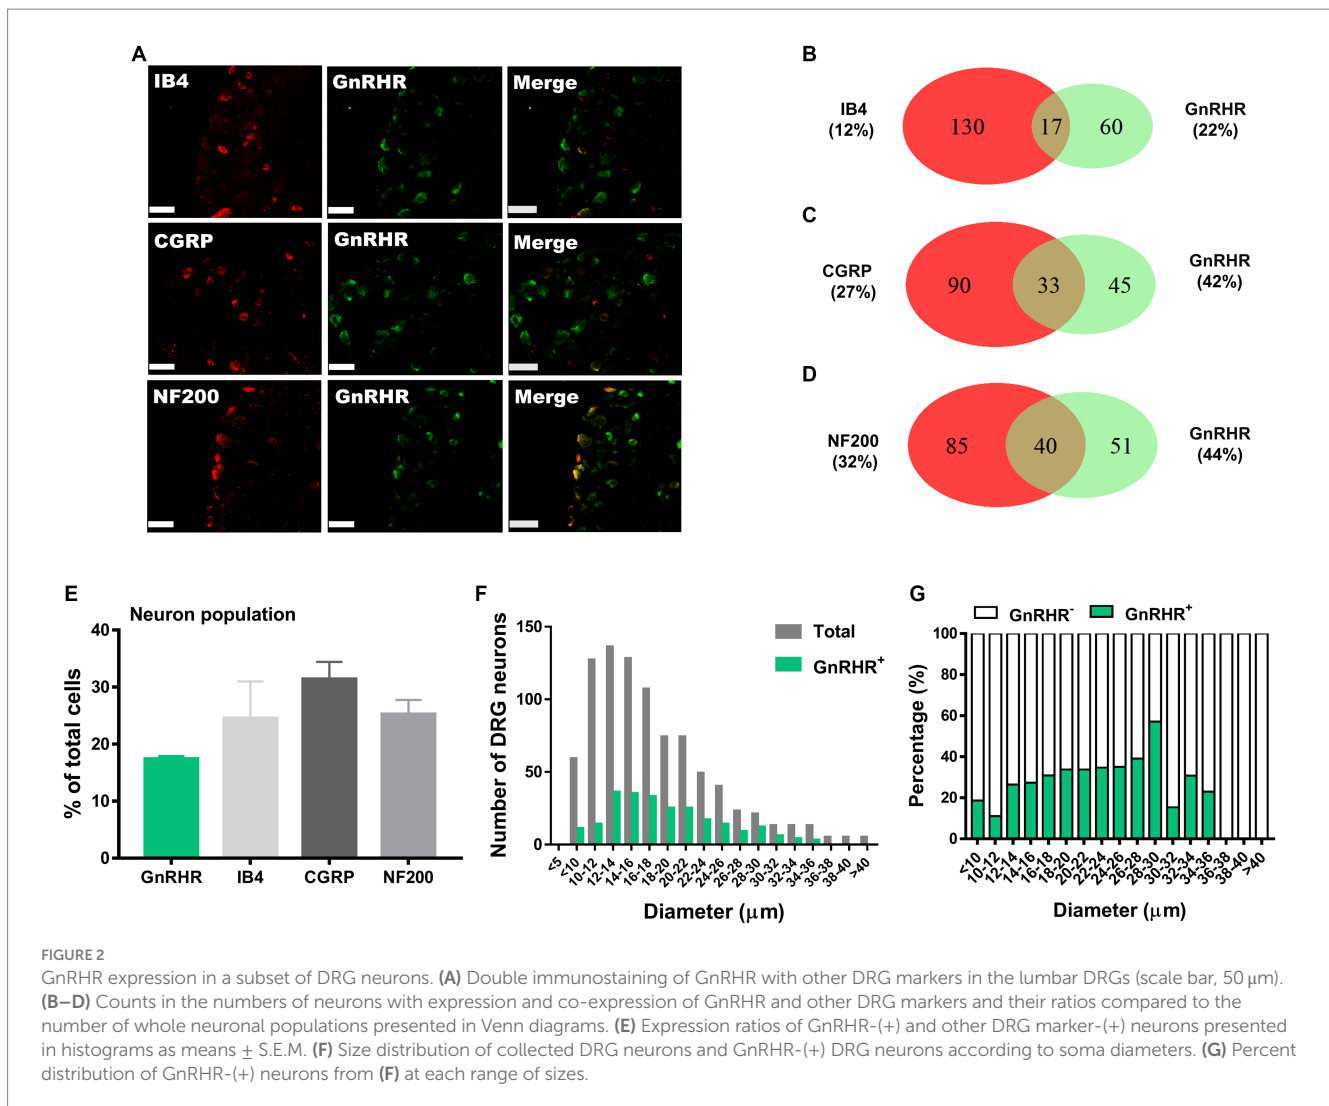 A
IB4
GnRHR
Merge
CGRP
GnRHR
Merge
NF200
GnRHR
Merge
B
IB4
(12%)
130
17
60
GnRHR
(22%)
C
CGRP
(27%)
90
33
45
GnRHR
(42%)
D
NF200
(32%)
85
40
51
GnRHR
(44%)
E
Neuron population
% of total cells
40
30
20
10
0
GnRHR
IB4
CGRP
NF200
F
Number of DRG neurons
150
100
50
0
Total
GnRHR+
<5
<10
10-12
12-14
14-16
16-18
18-20
20-22
22-24
24-26
26-28
28-30
30-32
32-34
34-36
36-38
38-40
>40
Diameter (μm)
G
GnRHR-
GnRHR+
Percentage (%)
100
80
60
40
20
0
<10
10-12
12-14
14-16
16-18
18-20
20-22
22-24
24-26
26-28
28-30
30-32
32-34
34-36
36-38
38-40
>40
Diameter (μm)
FIGURE 2
GnRHR expression in a subset of DRG neurons. (A) Double immunostaining of GnRHR with other DRG markers in the lumbar DRGs (scale bar, 50 μm).
(B–D) Counts in the numbers of neurons with expression and co-expression of GnRHR and other DRG markers and their ratios compared to the
number of whole neuronal populations presented in Venn diagrams. (E) Expression ratios of GnRHR-(+) and other DRG marker-(+) neurons presented
in histograms as means ± S.E.M. (F) Size distribution of collected DRG neurons and GnRHR-(+) DRG neurons according to soma diameters. (G) Percent
distribution of GnRHR-(+) neurons from (F) at each range of sizes.